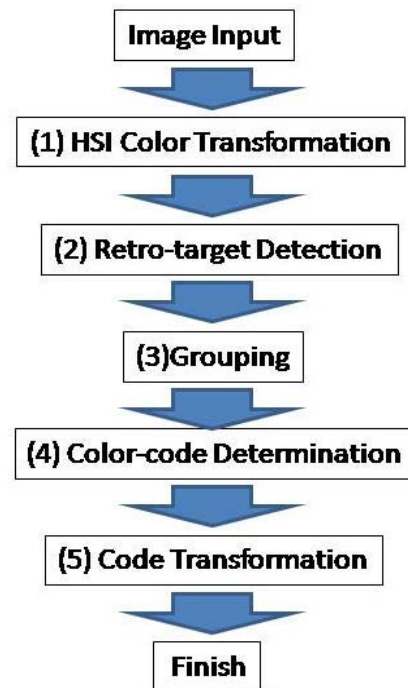 Image Input
(1) HSI Color Transformation
(2) Retro-target Detection
(3)Grouping
(4) Color-code Determination
(5) Code Transformation
Finish